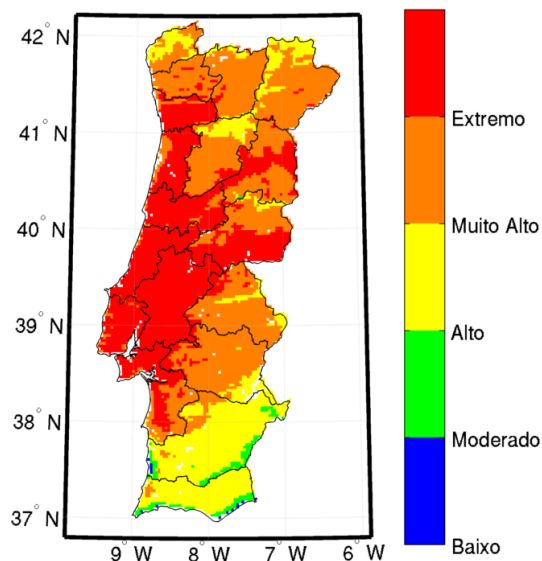 42° N
41° N
40° N
39° N
38° N
37° N
9° W
8° W
7° W
6° W
Extremo
Muito Alto
Alto
Moderado
Baixo